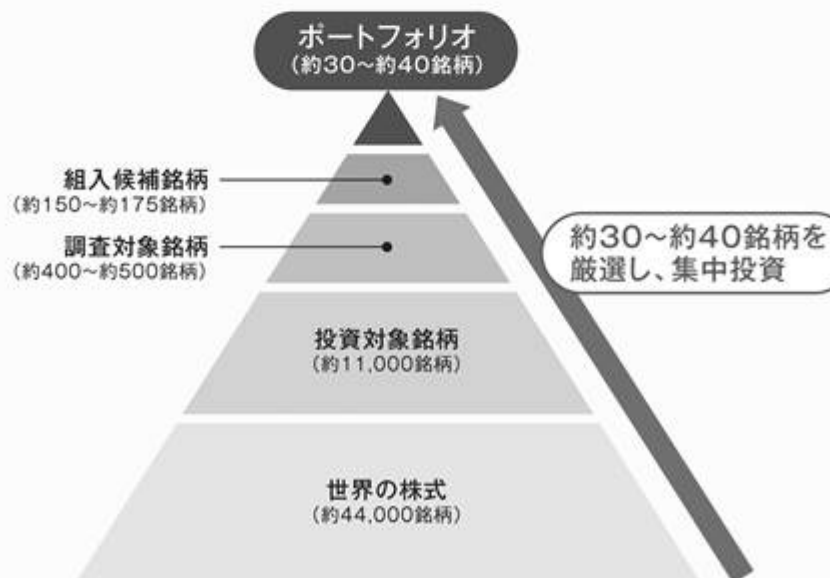 ポートフォリオ
(約30〜約40銘柄)
組入候補銘柄
(約150〜約175銘柄)
調査対象銘柄
(約400〜約500銘柄)
約30〜約40銘柄を
厳選し、集中投資
投資対象銘柄
(約11,000銘柄)
世界の株式
(約44,000銘柄)